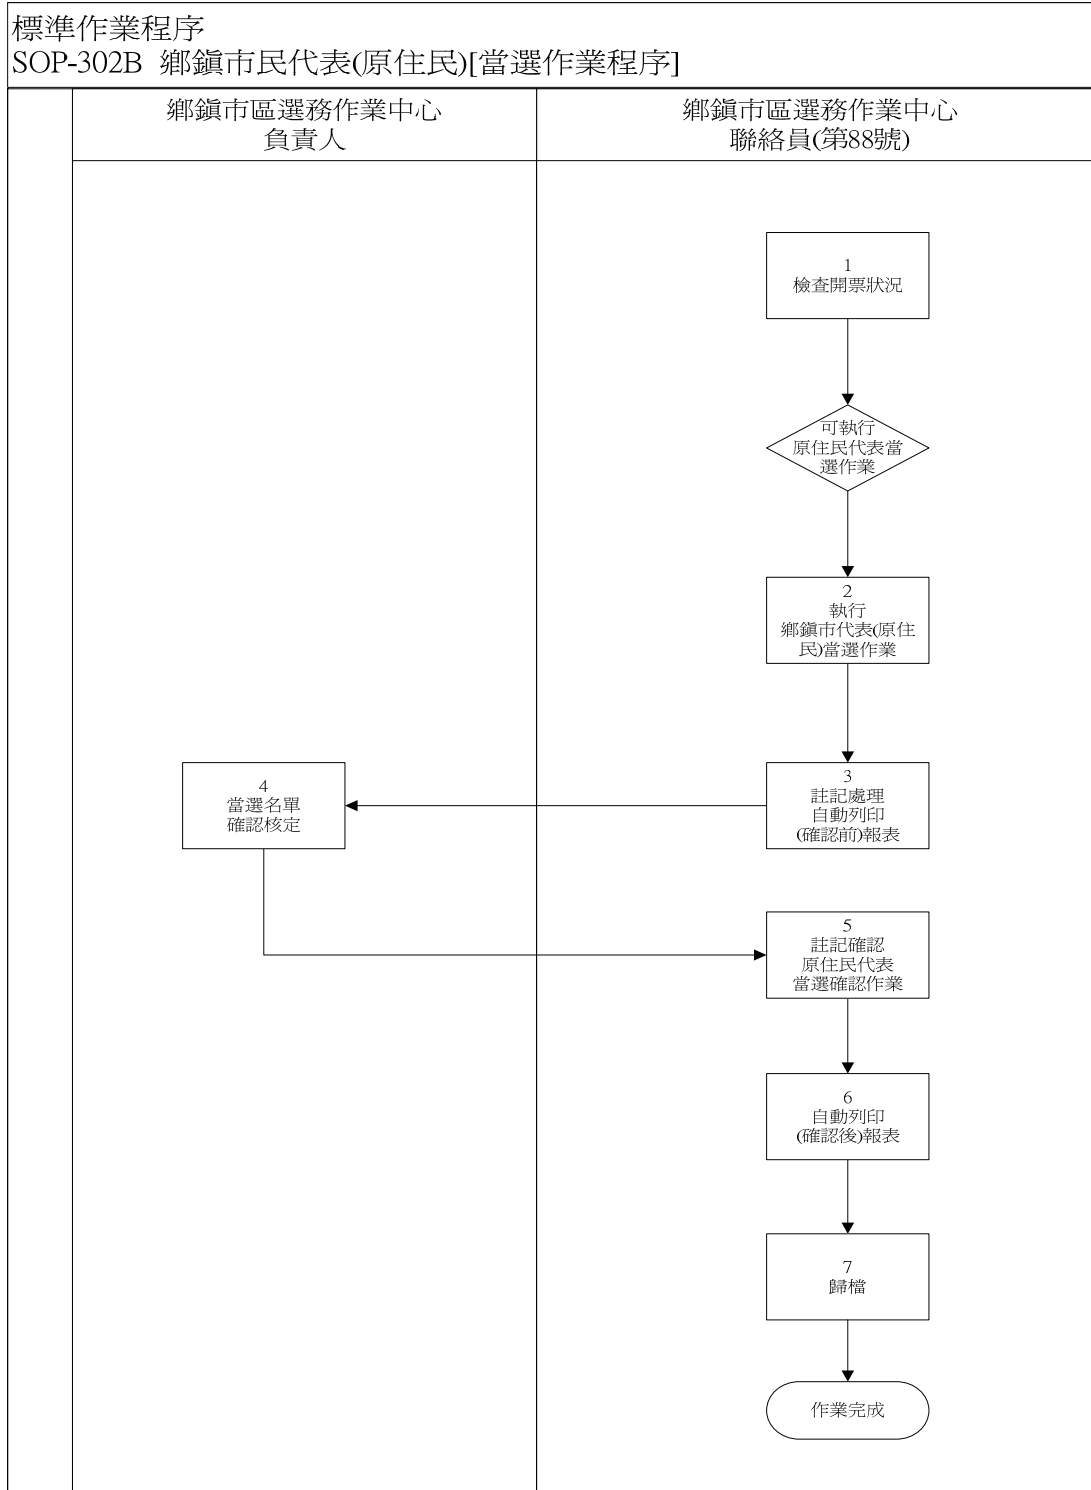 標準作業程序
SOP-302B 鄉鎮市民代表(原住民)[當選作業程序]
鄉鎮市區選務作業中心
負責人
鄉鎮市區選務作業中心
聯絡員(第88號)
1
檢查開票狀況
可執行
原住民代表當
選作業
2
執行
鄉鎮市代表(原住
民)當選作業
3
註記處理
自動列印
(確認前)報表
4
當選名單
確認核定
5
註記確認
原住民代表
當選確認作業
6
自動列印
(確認後)報表
7
歸檔
作業完成